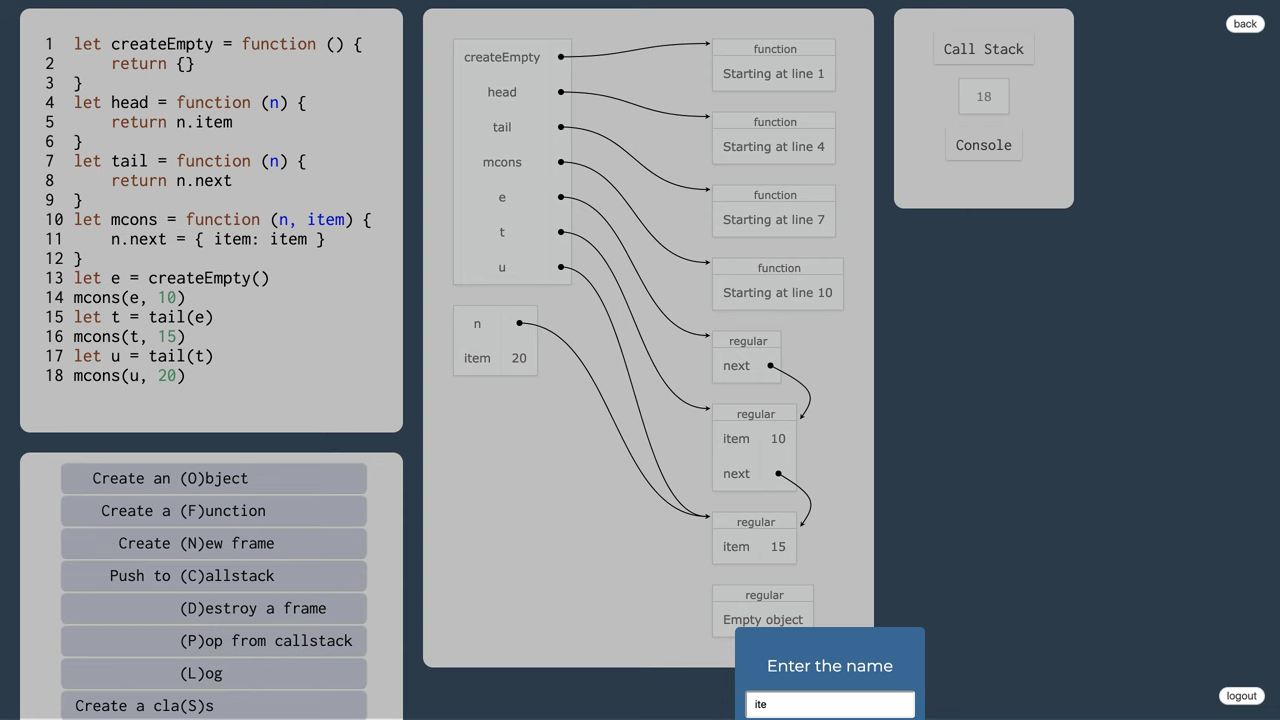 1 let createEmpty = function () {
2 return {}
3 }
4 let head = function (n) {
5 return n.item
6 }
7 let tail = function (n) {
8 return n.next
9 }
10 let mcons = function (n, item) {
11 n.next = { item: item }
12 }
13 let e = createEmpty()
14 mcons(e, 10)
15 let t = tail(e)
16 mcons(t, 15)
17 let u = tail(t)
18 mcons(u, 20)
Create an (O)bject
Create a (F)unction
Create (N)ew frame
Push to (C)allstack
(D)estroy a frame
(P)op from callstack
(L)og
Create a cla(S)s
createEmpty
head
tail
mcons
e
t
u
n
item 20
function
Starting at line 1
function
Starting at line 4
function
Starting at line 7
function
Starting at line 10
regular
next
regular
item 10
next
regular
item 15
regular
Empty object
Enter the name
ite
Call Stack
18
Console
back
logout